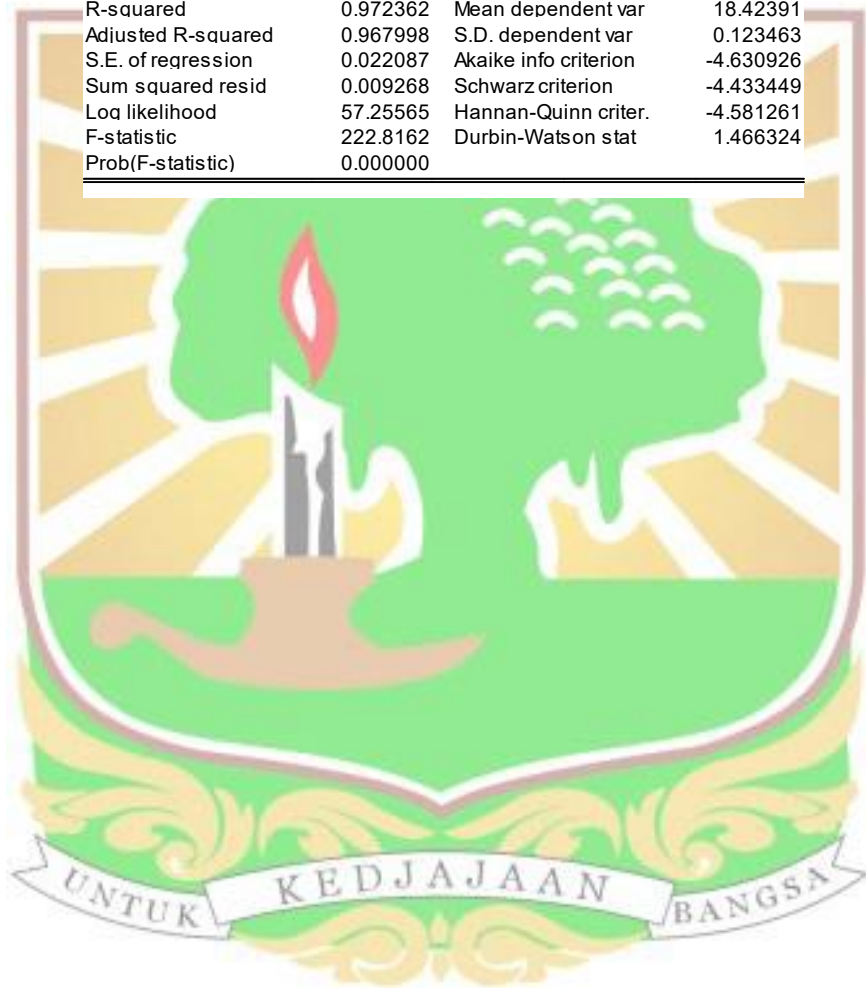 R-squared 0.972362 Mean dependent var 18.42391
Adjusted R-squared 0.967998 S.D. dependent var 0.123463
S.E. of regression 0.022087 Akaike info criterion -4.630926
Sum squared resid 0.009268 Schwarz criterion -4.433449
Log likelihood 57.25565 Hannan-Quinn criter. -4.581261
F-statistic 222.8162 Durbin-Watson stat 1.466324
Prob(F-statistic) 0.000000
UNTUK KEDJAJAAN BANGSA